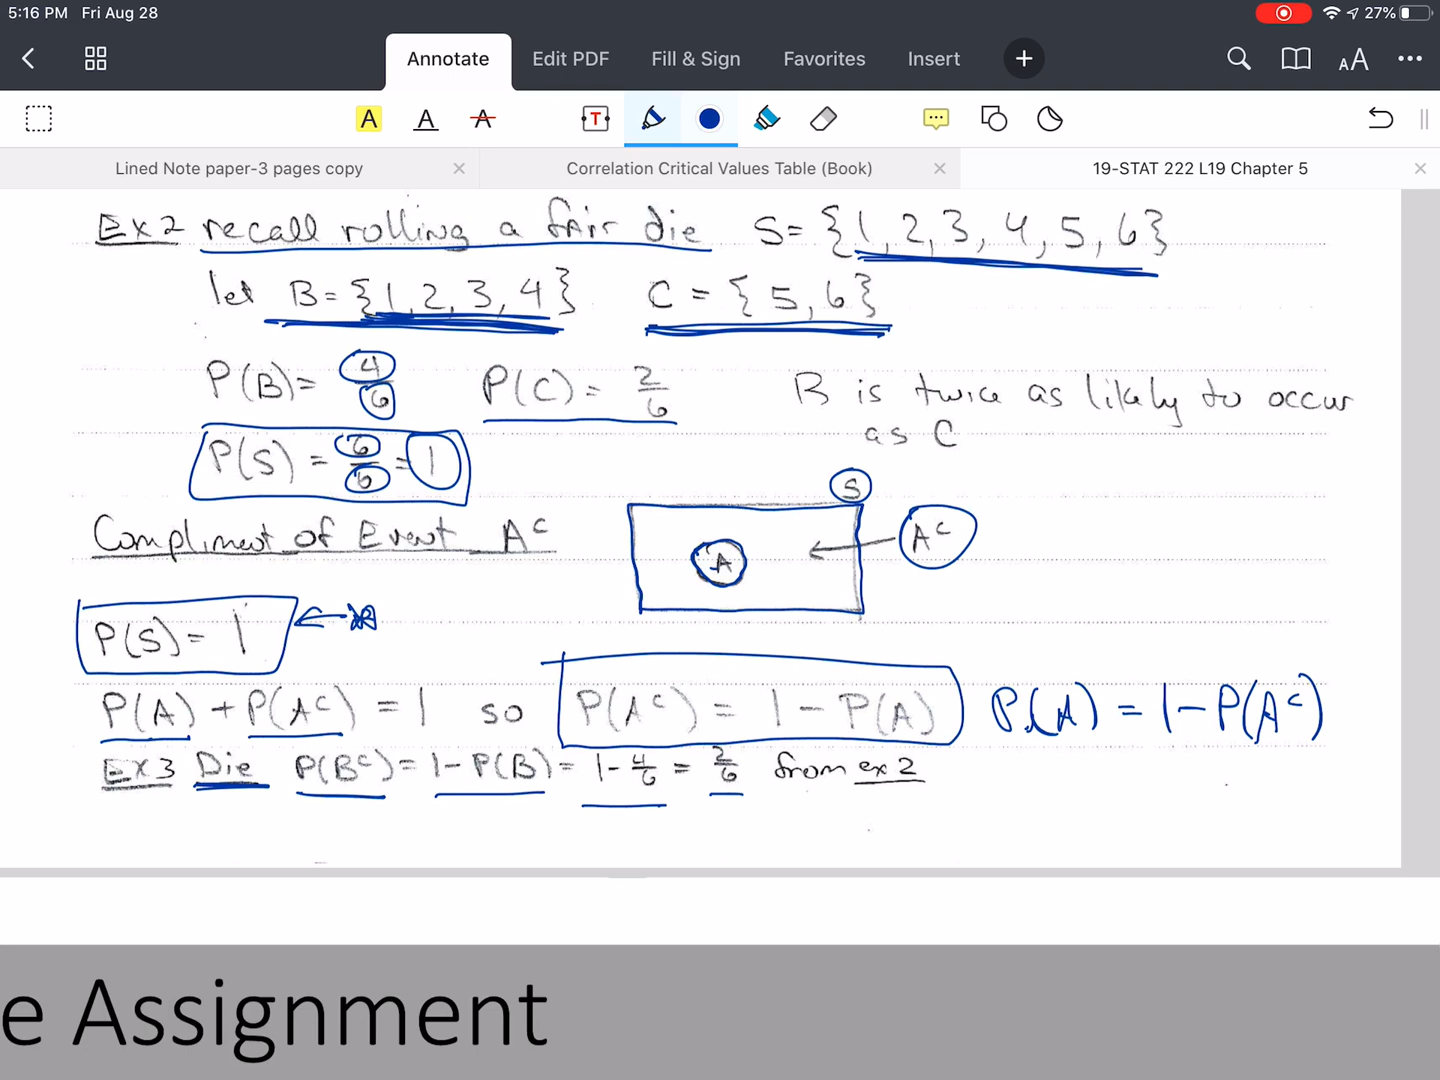 5:16 PM Fri Aug 28 27%
Annotate Edit PDF Fill & Sign Favorites Insert + AA
A A A T
Lined Note paper-3 pages copy × Correlation Critical Values Table (Book) × 19-STAT 222 L19 Chapter 5 ×
Ex2 recall rolling a fair die S= {1, 2, 3, 4, 5, 6}
let B= {1, 2, 3, 4} C = { 5, 6}
P(B)= 4/6 P(C)= 2/6 B is twice as likely to occur
as C
P(S) = 6/6 = 1
S
Compliment of Event A^c
A
A^c
P(S)= 1
P(A) + P(A^c) = 1 so P(A^c) = 1 - P(A) P(A) = 1-P(A^c)
Ex3 Die P(B^c)= 1-P(B)= 1-4/6 = 2/6 from ex 2
e Assignment